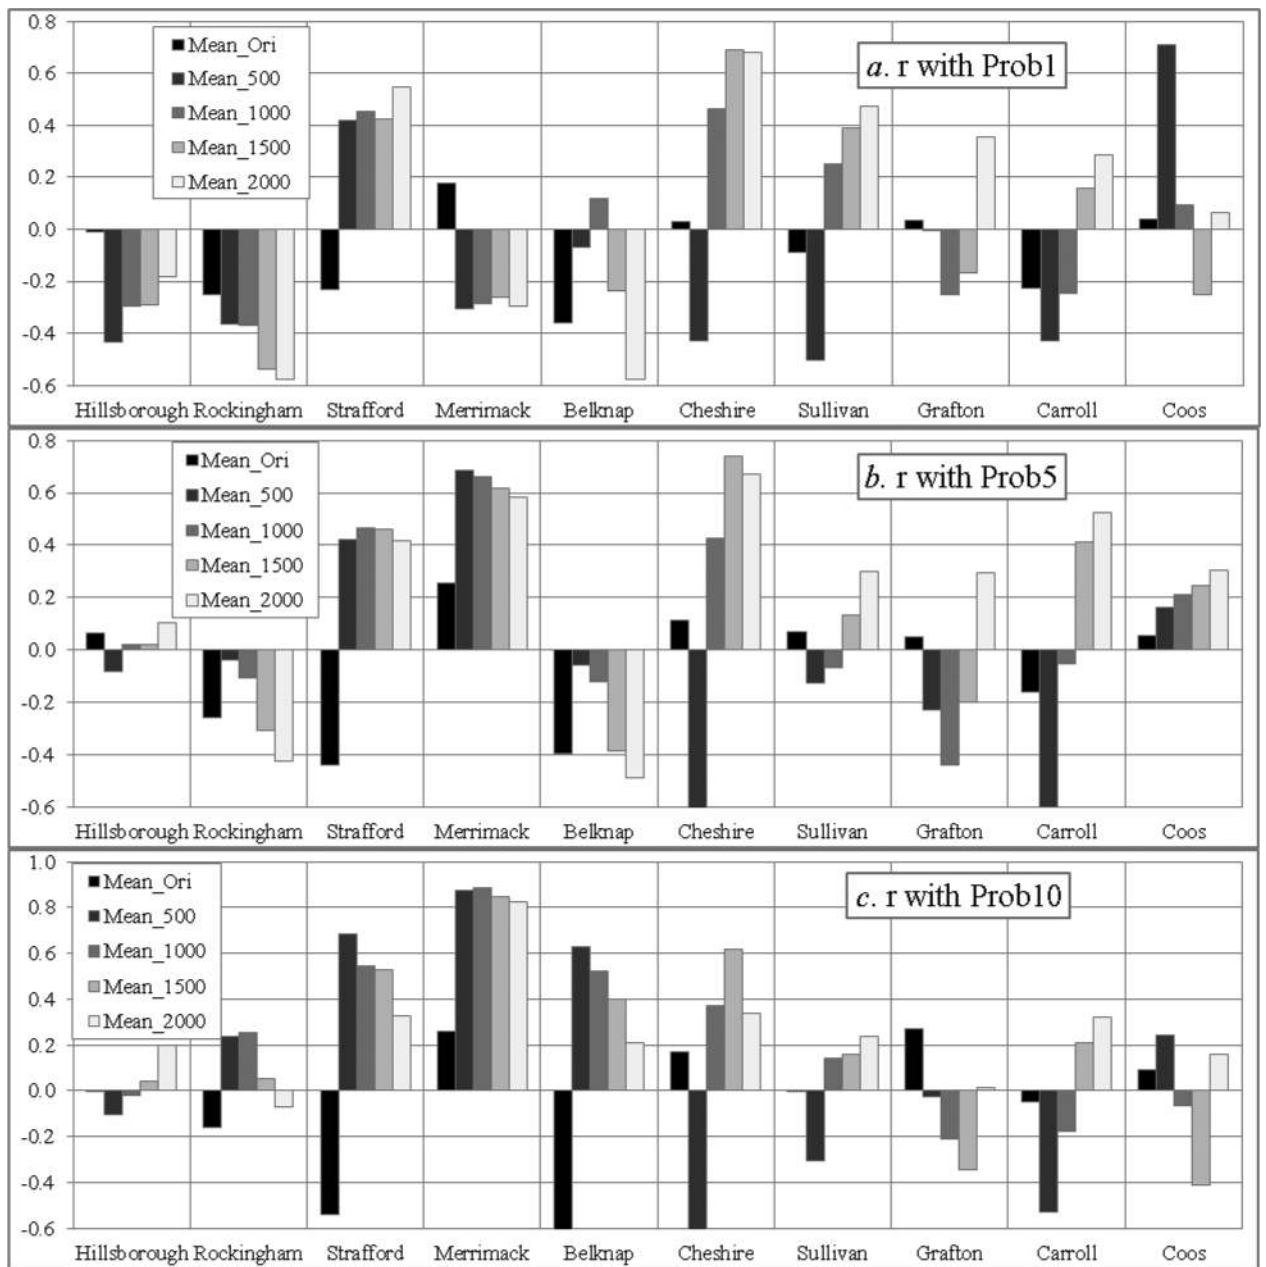 0.8
0.6
0.4
0.2
0.0
-0.2
-0.4
-0.6
Mean_Ori
Mean_500
Mean_1000
Mean_1500
Mean_2000
a. r with Prob1
Hillsborough Rockingham Strafford Merrimack Belknap Cheshire Sullivan Grafton Carroll Coos
0.8
0.6
0.4
0.2
0.0
-0.2
-0.4
-0.6
Mean_Ori
Mean_500
Mean_1000
Mean_1500
Mean_2000
b. r with Prob5
Hillsborough Rockingham Strafford Merrimack Belknap Cheshire Sullivan Grafton Carroll Coos
1.0
0.8
0.6
0.4
0.2
0.0
-0.2
-0.4
-0.6
Mean_Ori
Mean_500
Mean_1000
Mean_1500
Mean_2000
c. r with Prob10
Hillsborough Rockingham Strafford Merrimack Belknap Cheshire Sullivan Grafton Carroll Coos